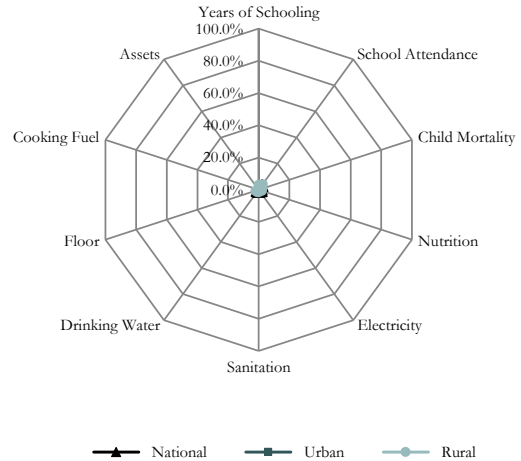 Years of Schooling
100.0%
Assets
School Attendance
80.0%
60.0%
40.0%
Cooking Fuel
Child Mortality
20.0%
0.0%
Floor
Nutrition
Drinking Water
Electricity
Sanitation
National Urban Rural